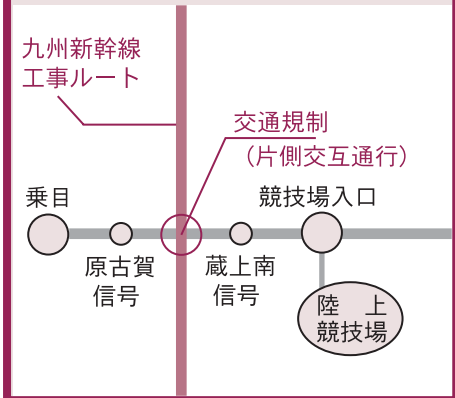 九州新幹線
工事ルート
交通規制
（片側交互通行）
乗目
競技場入口
原古賀
信号
蔵上南
信号
陸　上
競技場